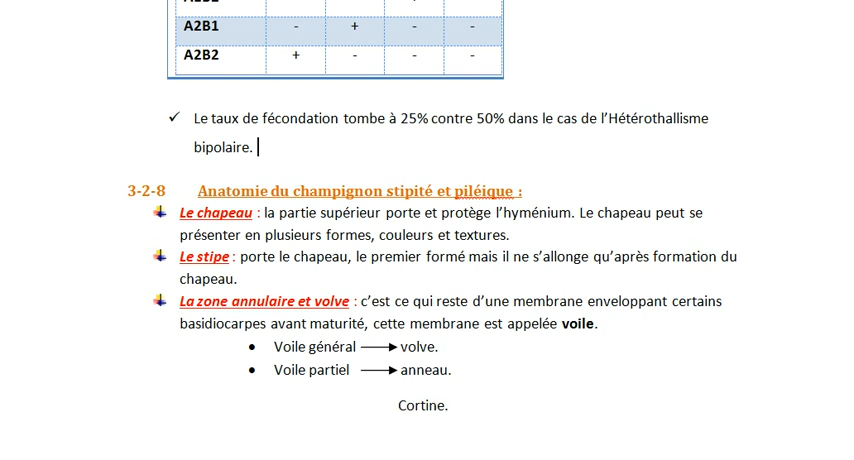 A2B1 - + - -
A2B2 + - - -
✓ Le taux de fécondation tombe à 25% contre 50% dans le cas de l'Hétérothallisme
bipolaire.
3-2-8 Anatomie du champignon stipité et piléique :
Le chapeau : la partie supérieur porte et protège l'hyménium. Le chapeau peut se
présenter en plusieurs formes, couleurs et textures.
Le stipe : porte le chapeau, le premier formé mais il ne s'allonge qu'après formation du
chapeau.
La zone annulaire et volve : c'est ce qui reste d'une membrane enveloppant certains
basidiocarpes avant maturité, cette membrane est appelée voile.
• Voile général → volve.
• Voile partiel → anneau.
Cortine.